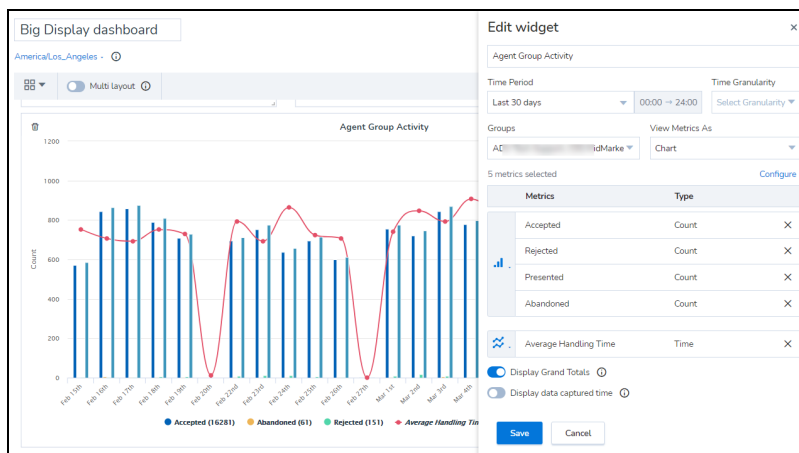 Big Display dashboard
America/Los_Angeles
Multi layout
Agent Group Activity
Count
1200
1000
800
600
400
200
0
Feb 15th
Feb 16th
Feb 17th
Feb 18th
Feb 19th
Feb 20th
Feb 22nd
Feb 23rd
Feb 24th
Feb 25th
Feb 26th
Feb 27th
Mar 1st
Mar 2nd
Mar 3rd
Mar 4th
Accepted (16281) Abandoned (61) Rejected (151) Average Handling Tim
Edit widget
Agent Group Activity
Time Period Time Granularity
Last 30 days 00:00 → 24:00 Select Granularity
Groups View Metrics As
idMarke Chart
5 metrics selected Configure
Metrics Type
Accepted Count
Rejected Count
Presented Count
Abandoned Count
Average Handling Time Time
Display Grand Totals
Display data captured time
Save Cancel